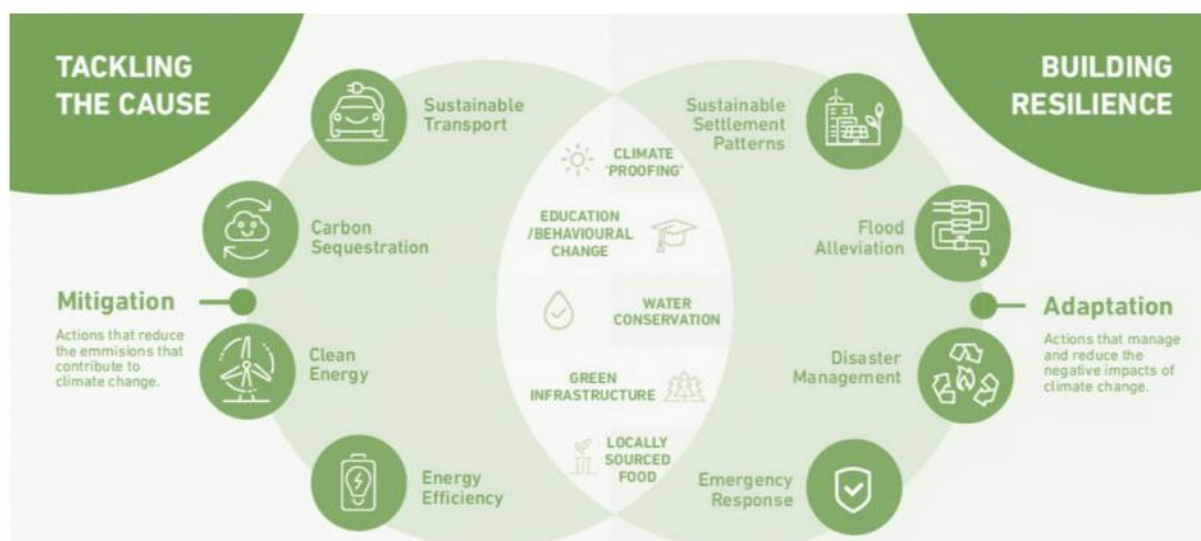 TACKLING
THE CAUSE
BUILDING
RESILIENCE
Sustainable
Transport
Carbon
Sequestration
Mitigation
Actions that reduce
the emmisions that
contribute to
climate change.
Clean
Energy
Energy
Efficiency
CLIMATE
'PROOFING'
EDUCATION
/BEHAVIOURAL
CHANGE
WATER
CONSERVATION
GREEN
INFRASTRUCTURE
LOCALLY
SOURCED
FOOD
Sustainable
Settlement
Patterns
Flood
Alleviation
Adaptation
Actions that manage
and reduce the
negative impacts of
climate change.
Disaster
Management
Emergency
Response